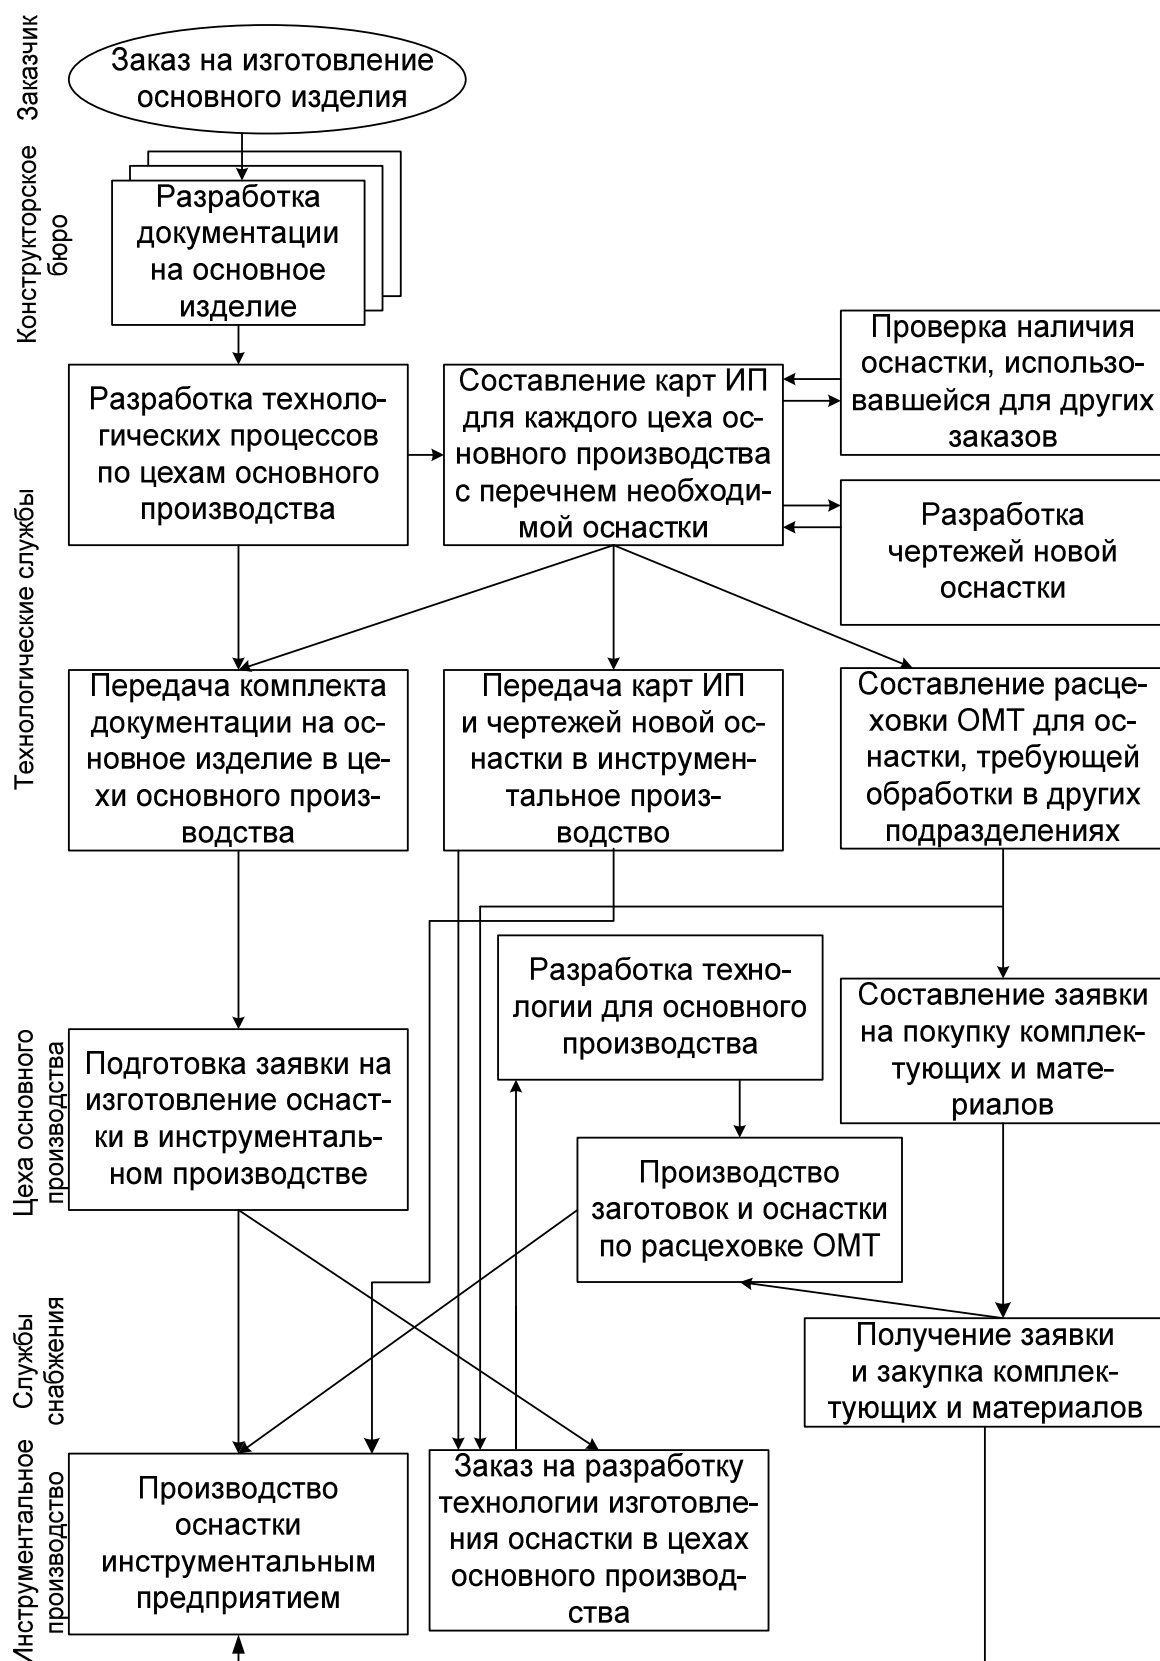 Заказчик
Заказ на изготовление
основного изделия
Конструкторское
бюро
Разработка
документации
на основное
изделие
Технологические службы
Разработка техноло-
гических процессов
по цехам основного
производства
Составление карт ИП
для каждого цеха ос-
новного производства
с перечнем необходи-
мой оснастки
Проверка наличия
оснастки, использо-
вавшейся для других
заказов
Разработка
чертежей новой
оснастки
Передача комплекта
документации на ос-
новное изделие в це-
хи основного произ-
водства
Передача карт ИП
и чертежей новой ос-
настки в инструмен-
тальное произ-
водство
Составление расце-
ховки ОМТ для ос-
настки, требующей
обработки в других
подразделениях
Цеха основного
производства
Подготовка заявки на
изготовление оснаст-
ки в инструменталь-
ном производстве
Разработка техно-
логии для основного
производства
Составление заявки
на покупку комплек-
тующих и мате-
риалов
Производство
заготовок и оснастки
по расцеховке ОМТ
Службы
снабжения
Получение заявки
и закупка комплек-
тующих и материалов
Инструментальное
производство
Производство
оснастки
инструментальным
предприятием
Заказ на разработку
технологии изготовле-
ния оснастки в цехах
основного производ-
ства